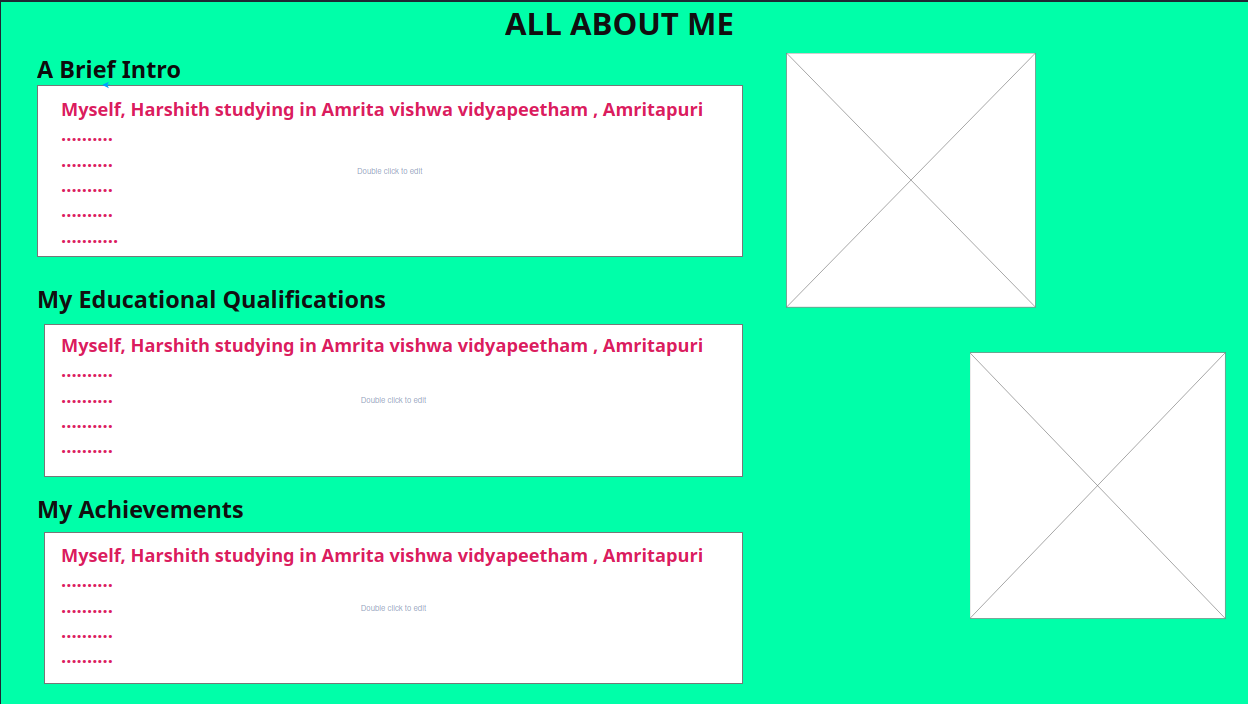 ALL ABOUT ME
A Brief Intro
Myself, Harshith studying in Amrita vishwa vidyapeetham , Amritapuri
..........
..........
Double click to edit
..........
..........
...........
My Educational Qualifications
Myself, Harshith studying in Amrita vishwa vidyapeetham , Amritapuri
..........
..........
Double click to edit
..........
..........
My Achievements
Myself, Harshith studying in Amrita vishwa vidyapeetham , Amritapuri
..........
..........
Double click to edit
..........
..........